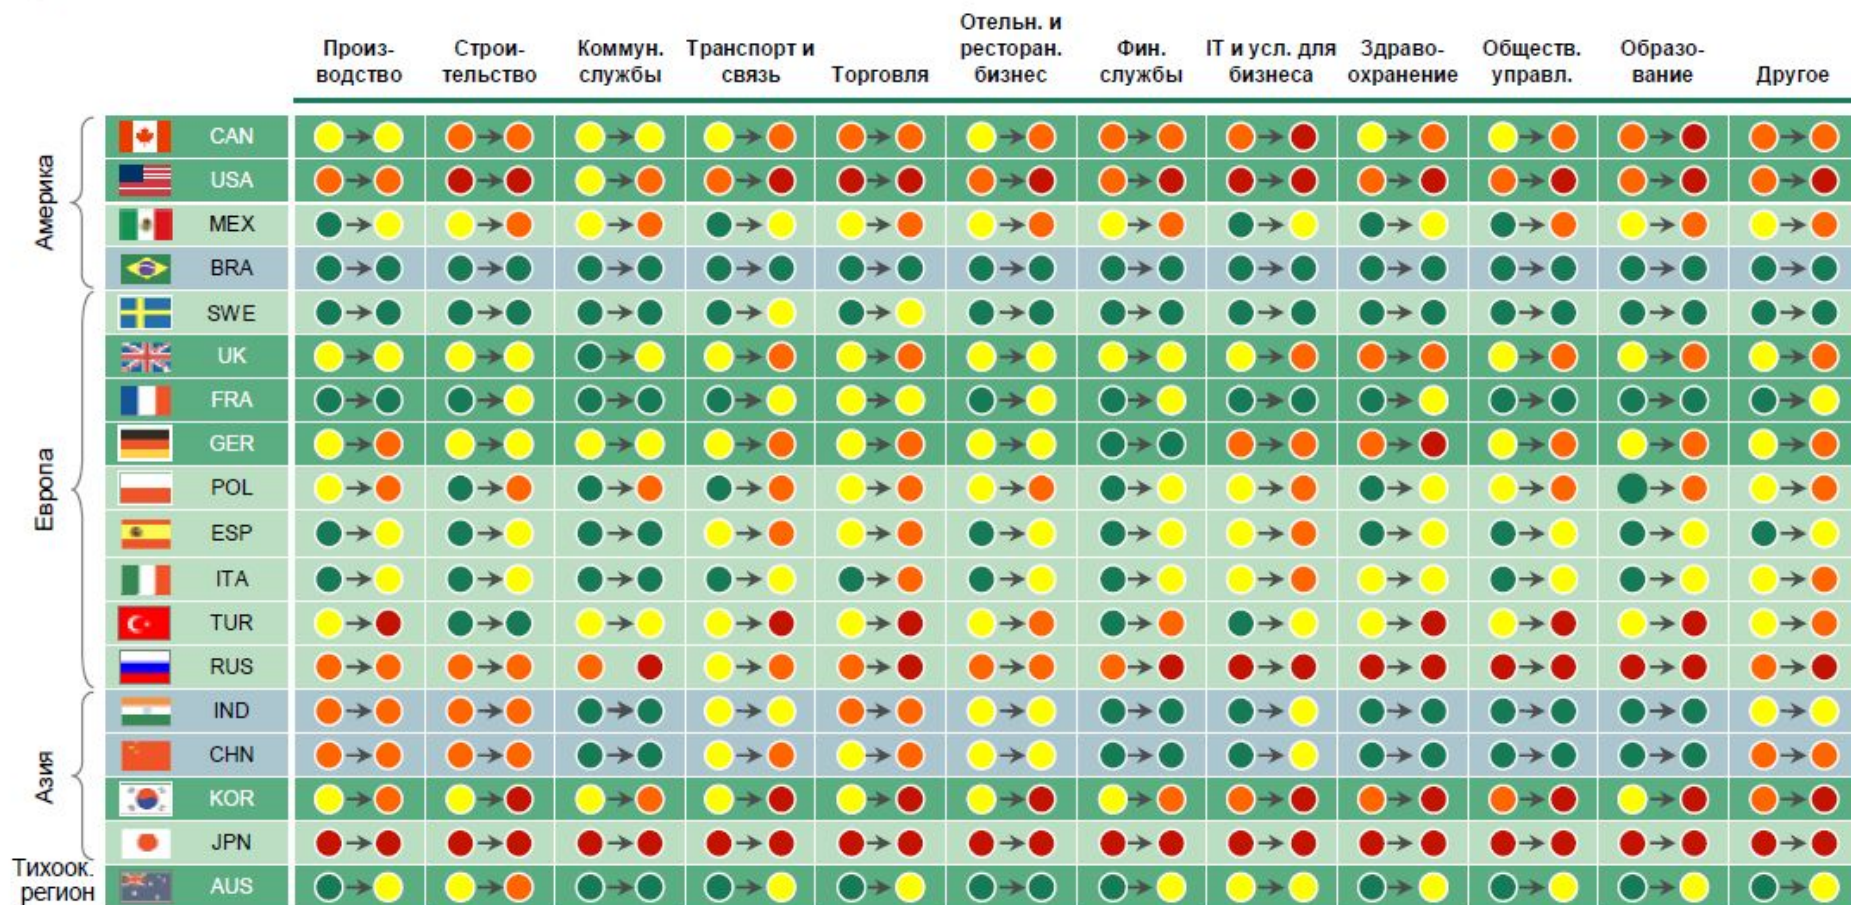 Произ-
водство
Строи-
тельство
Коммун.
службы
Транспорт и
связь
Торговля
Отельн. и
ресторан.
бизнес
Фин.
службы
IT и усл. для
бизнеса
Здраво-
охранение
Обществ.
управл.
Образо-
вание
Другое
Америка
CAN
USA
MEX
BRA
Европа
SWE
UK
FRA
GER
POL
ESP
ITA
TUR
RUS
Азия
IND
CHN
KOR
JPN
Тихоок.
регион
AUS